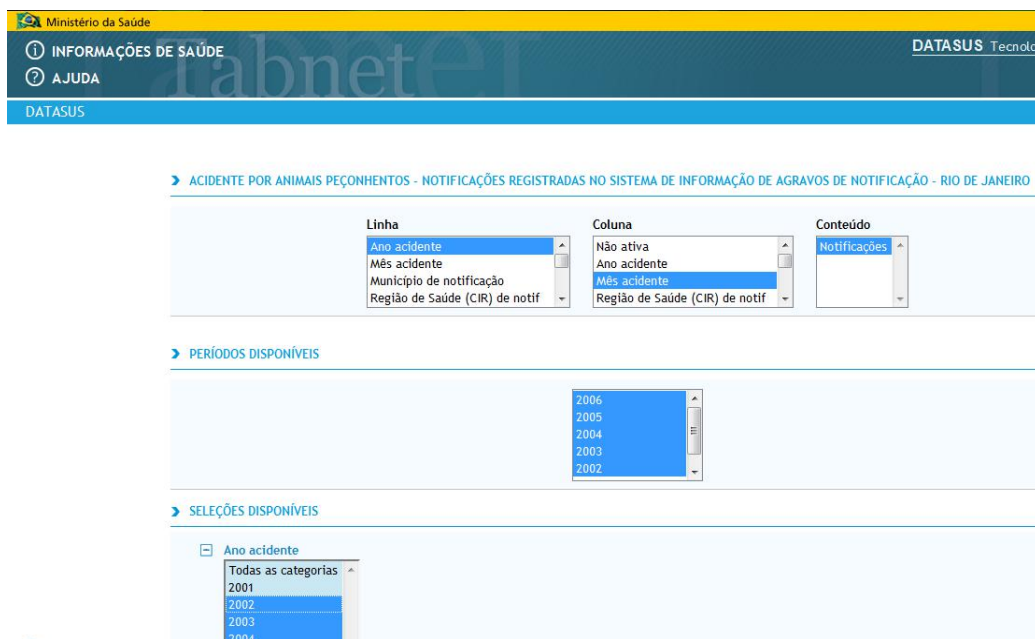 Ministério da Saúde
INFORMAÇÕES DE SAÚDE
AJUDA
Tabnet
DATASUS Tecnolo
DATASUS
ACIDENTE POR ANIMAIS PEÇONHENTOS - NOTIFICAÇÕES REGISTRADAS NO SISTEMA DE INFORMAÇÃO DE AGRAVOS DE NOTIFICAÇÃO - RIO DE JANEIRO
Linha
Ano acidente
Mês acidente
Município de notificação
Região de Saúde (CIR) de notif
Coluna
Não ativa
Ano acidente
Mês acidente
Região de Saúde (CIR) de notif
Conteúdo
Notificações
PERÍODOS DISPONÍVEIS
2006
2005
2004
2003
2002
SELEÇÕES DISPONÍVEIS
Ano acidente
Todas as categorias
2001
2002
2003
2004